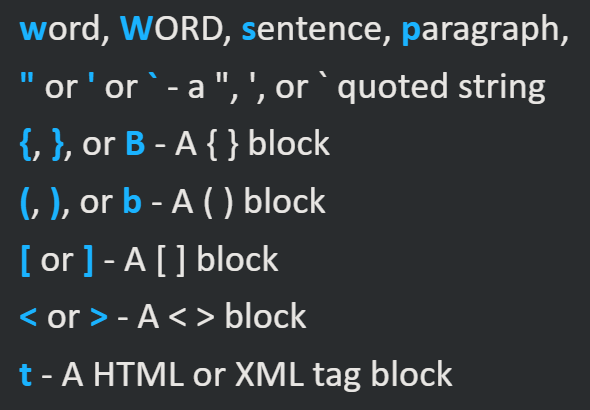 word, WORD, sentence, paragraph,
" or ' or ` - a ", ', or ` quoted string
{, }, or B - A { } block
(, ), or b - A ( ) block
[ or ] - A [ ] block
< or > - A < > block
t - A HTML or XML tag block